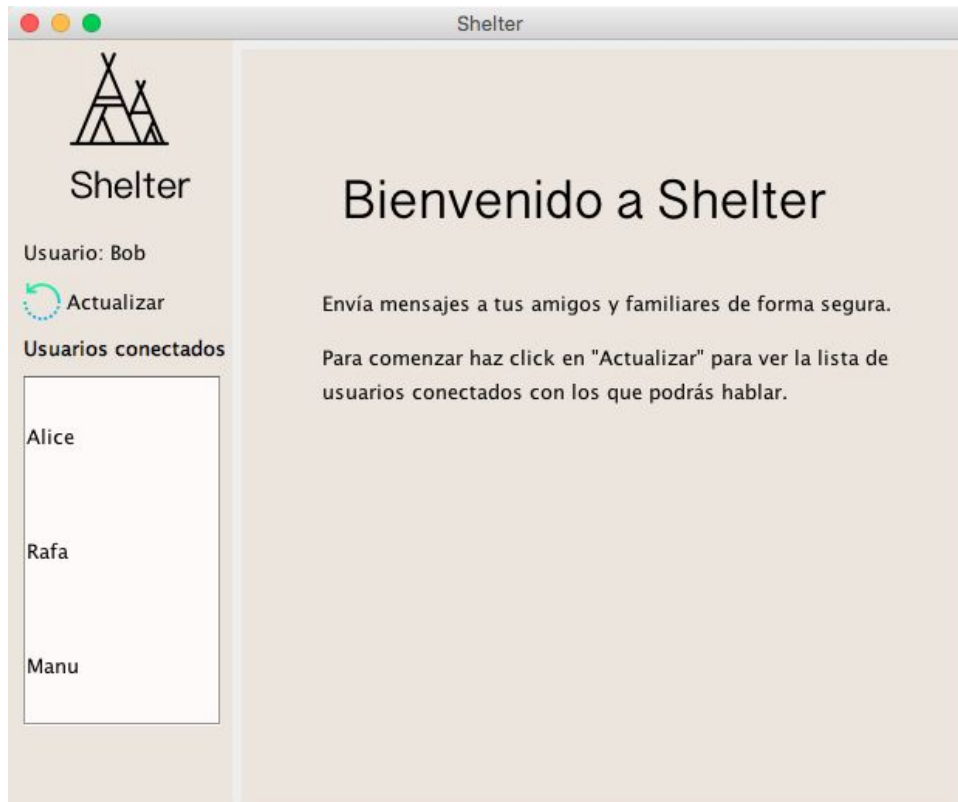 Shelter
Shelter
Usuario: Bob
Actualizar
Usuarios conectados
Alice
Rafa
Manu
Bienvenido a Shelter
Envía mensajes a tus amigos y familiares de forma segura.
Para comenzar haz click en "Actualizar" para ver la lista de
usuarios conectados con los que podrás hablar.